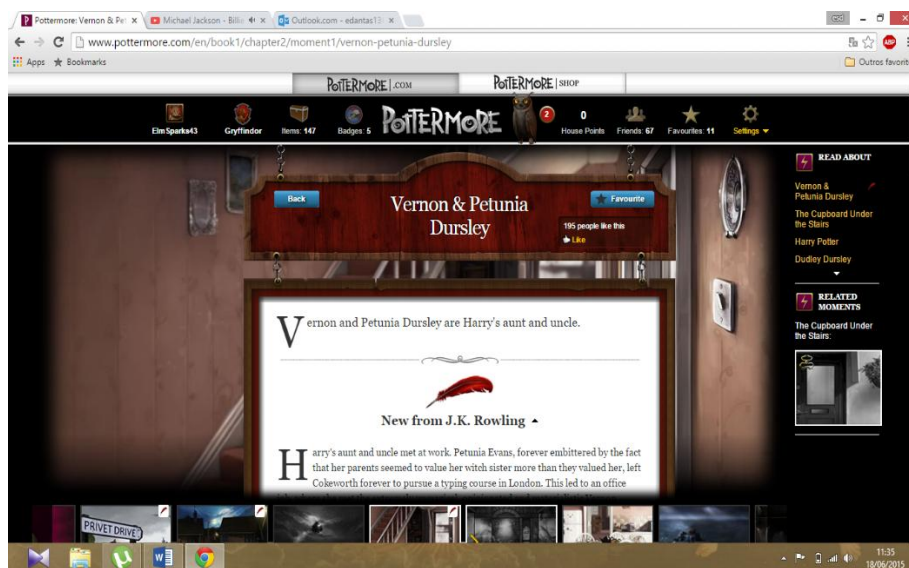 Pottermore: Vernon & Pet
Michael Jackson - Billie
Outlook.com - edantas13
www.pottermore.com/en/book1/chapter2/moment1/vernon-petunia-dursley
Apps
Bookmarks
Outros favorit
POTTERMORE .COM
POTTERMORE SHOP
ElmSparks43
Gryffindor
Items: 147
Badges: 5
POTTERMORE
2
0
House Points
Friends: 67
Favourites: 11
Settings
Back
Vernon & Petunia
Dursley
Favourite
195 people like this
Like
Vernon and Petunia Dursley are Harry's aunt and uncle.
New from J.K. Rowling
Harry's aunt and uncle met at work. Petunia Evans, forever embittered by the fact
that her parents seemed to value her witch sister more than they valued her, left
Cokeworth forever to pursue a typing course in London. This led to an office
READ ABOUT
Vernon &
Petunia Dursley
The Cupboard Under
the Stairs
Harry Potter
Dudley Dursley
RELATED
MOMENTS
The Cupboard Under
the Stairs:
PRIVET DRIVE
11:35
18/06/2015